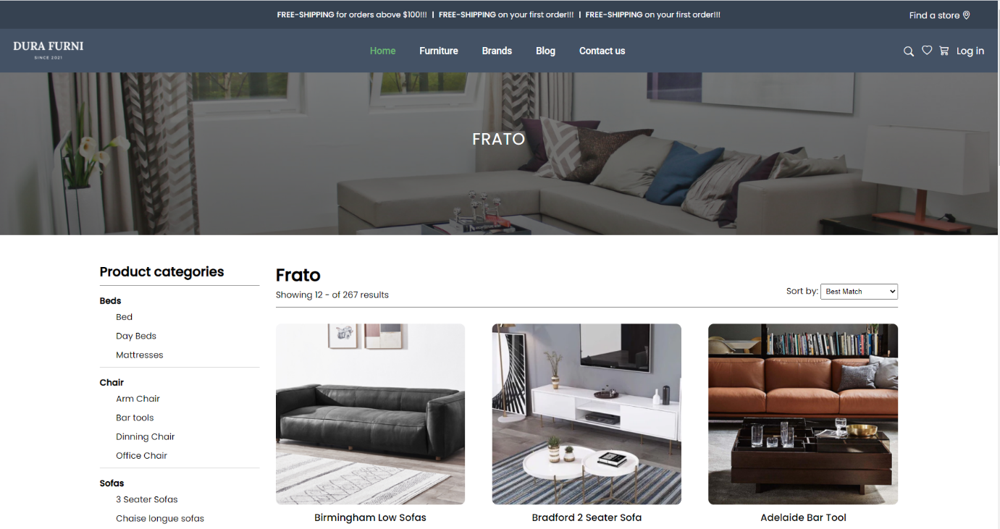 FREE-SHIPPING for orders above $100!!! | FREE-SHIPPING on your first order!!! | FREE-SHIPPING on your first order!!!
Find a store
DURA FURNI
SINCE 2021
Home Furniture Brands Blog Contact us
Log in
FRATO
Product categories
Beds
Bed
Day Beds
Mattresses
Chair
Arm Chair
Bar tools
Dinning Chair
Office Chair
Sofas
3 Seater Sofas
Chaise longue sofas
Frato
Showing 12 - of 267 results
Sort by: Best Match
Birmingham Low Sofas
Bradford 2 Seater Sofa
Adelaide Bar Tool